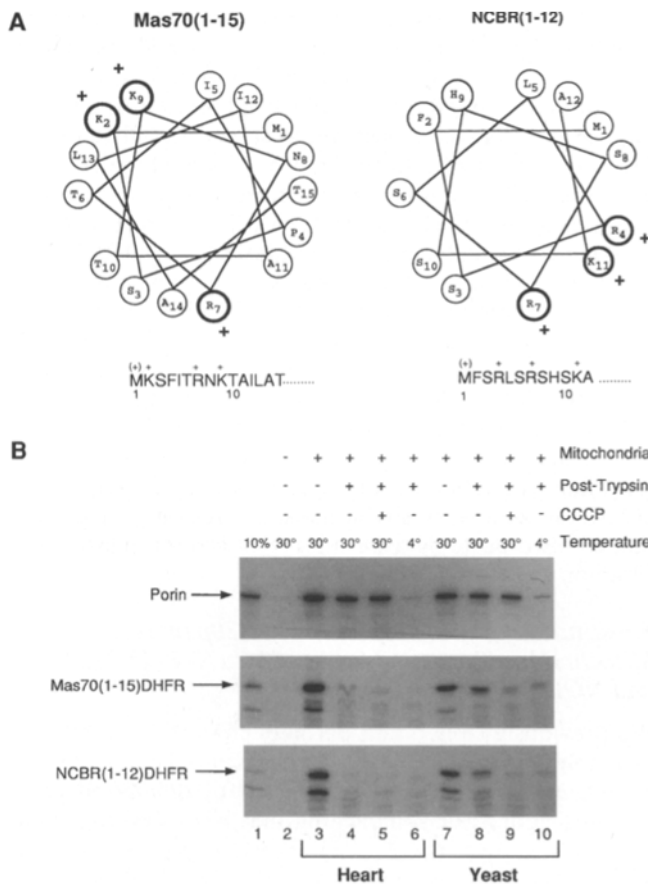 A
Mas70(1-15)
NCBR(1-12)
+ +
K9 I5 I12
K2 M1
L13 N8
T6 T15
P4
T10 A11
S3 A14 R7
+
L5
H9 A12
F2 M1
S8
S6
R4 +
S10 K11 +
S3 R7 +
(+) + + +
MKSFITRNKTAILAT........
1 10
(+) + + +
MFSRLSRSHSKA ........
1 10
B
- + + + + + + + + Mitochondria
- - + + + - + + + Post-Trypsin
- - - + - - - + - CCCP
10% 30° 30° 30° 30° 4° 30° 30° 30° 4° Temperature
Porin
Mas70(1-15)DHFR
NCBR(1-12)DHFR
1 2 3 4 5 6 7 8 9 10
Heart Yeast